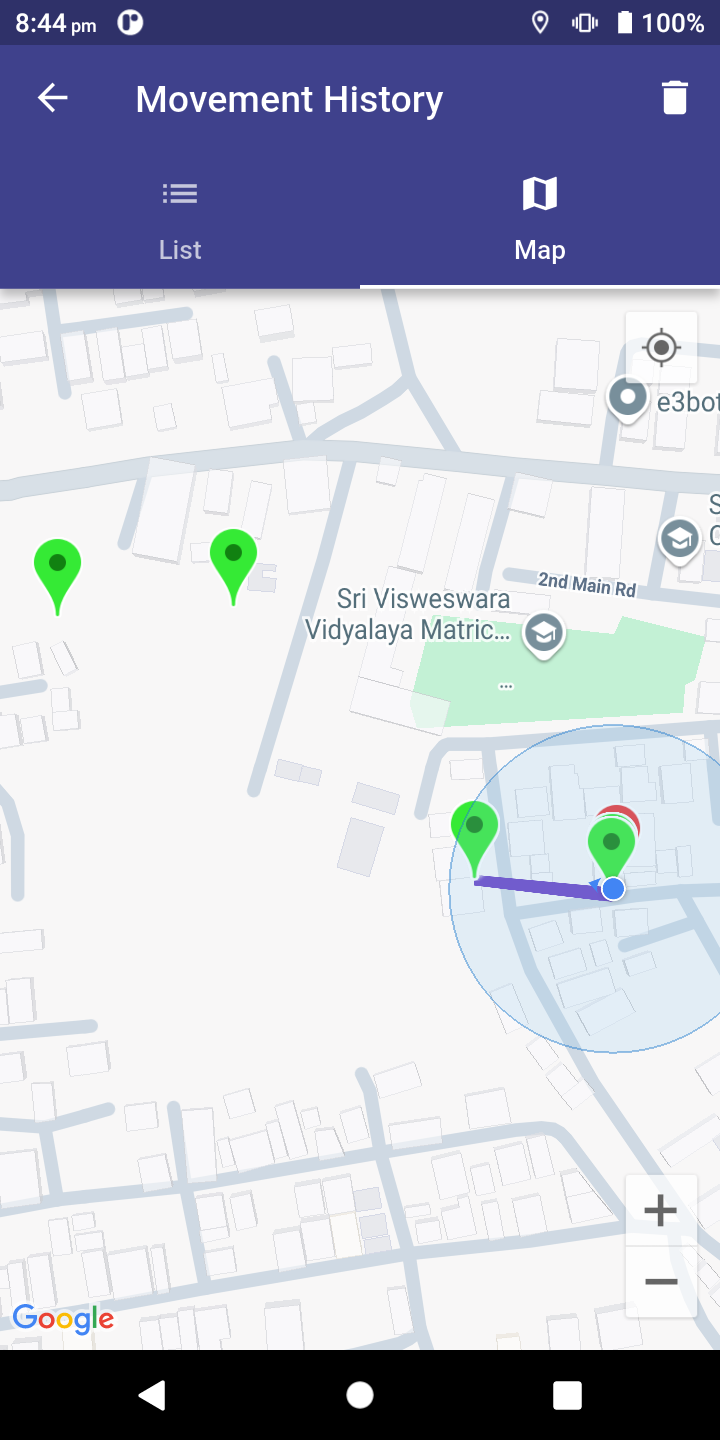 8:44 pm
100%
Movement History
List
Map
e3bot
S
C
2nd Main Rd
Sri Visweswara
Vidyalaya Matric...
...
Google